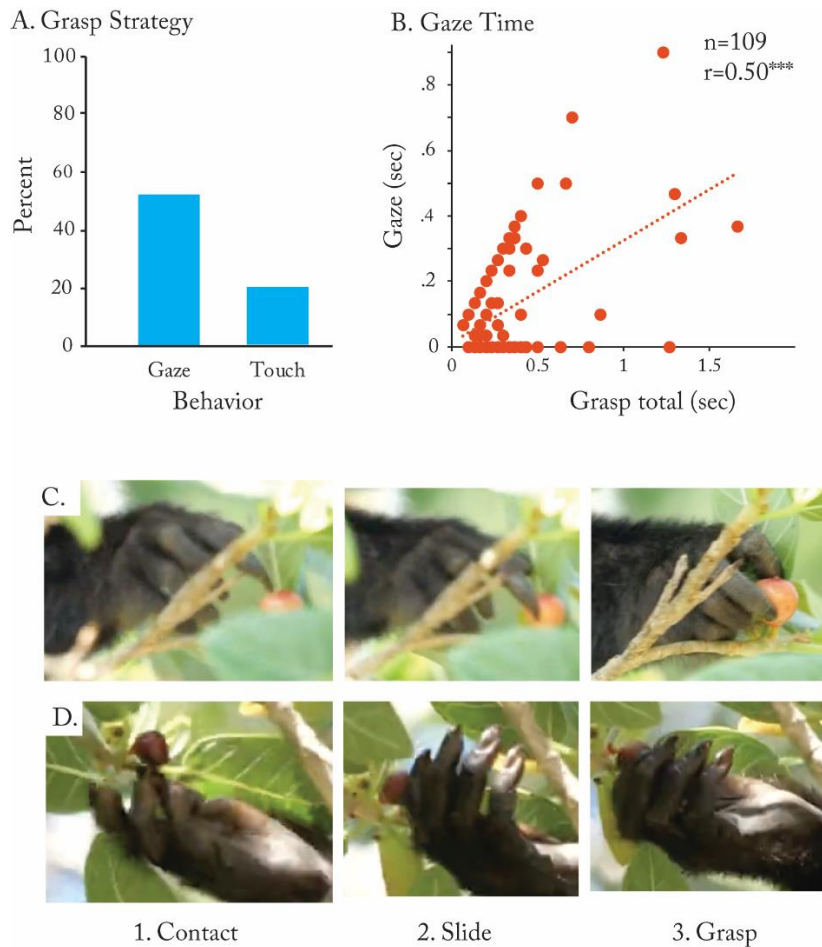 A. Grasp Strategy
100
80
60
40
20
0
Percent
Gaze Touch
Behavior
B. Gaze Time
n=109
r=0.50***
.8
.6
.4
.2
0
Gaze (sec)
0 0.5 1 1.5
Grasp total (sec)
C.
D.
1. Contact 2. Slide 3. Grasp